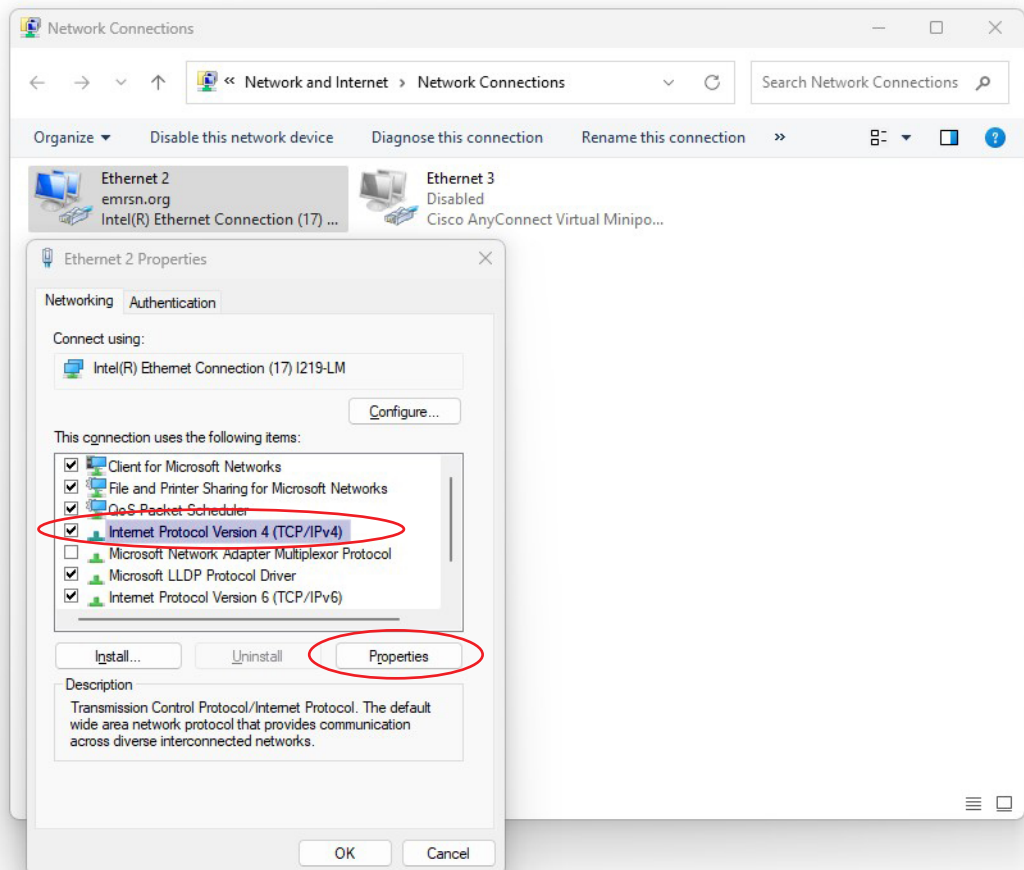 Network Connections
« Network and Internet › Network Connections
Search Network Connections
Organize Disable this network device Diagnose this connection Rename this connection » ?
Ethernet 2
emrsn.org
Intel(R) Ethernet Connection (17) ...
Ethernet 3
Disabled
Cisco AnyConnect Virtual Minipo...
Ethernet 2 Properties
Networking Authentication
Connect using:
Intel(R) Ethernet Connection (17) I219-LM
Configure...
This connection uses the following items:
Client for Microsoft Networks
File and Printer Sharing for Microsoft Networks
QoS Packet Scheduler
Internet Protocol Version 4 (TCP/IPv4)
Microsoft Network Adapter Multiplexor Protocol
Microsoft LLDP Protocol Driver
Internet Protocol Version 6 (TCP/IPv6)
Install... Uninstall Properties
Description
Transmission Control Protocol/Internet Protocol. The default
wide area network protocol that provides communication
across diverse interconnected networks.
OK Cancel